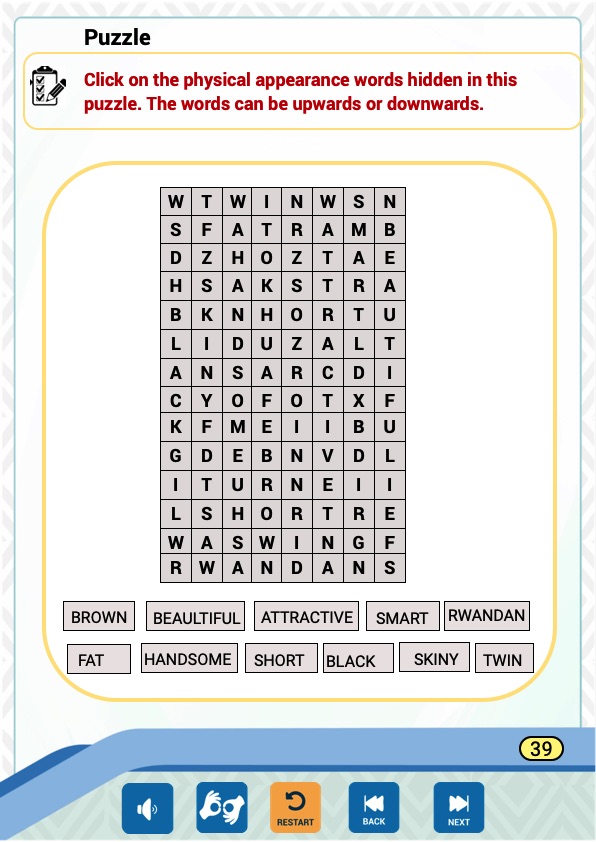 Puzzle
Click on the physical appearance words hidden in this
puzzle. The words can be upwards or downwards.
W T W I N W S N
S F A T R A M B
D Z H O Z T A E
H S A K S T R A
B K N H O R T U
L I D U Z A L T
A N S A R C D I
C Y O F O T X F
K F M E I I B U
G D E B N V D L
I T U R N E I I
L S H O R T R E
W A S W I N G F
R W A N D A N S
BROWN BEAULTIFUL ATTRACTIVE SMART RWANDAN
FAT HANDSOME SHORT BLACK SKINY TWIN
39
RESTART BACK NEXT